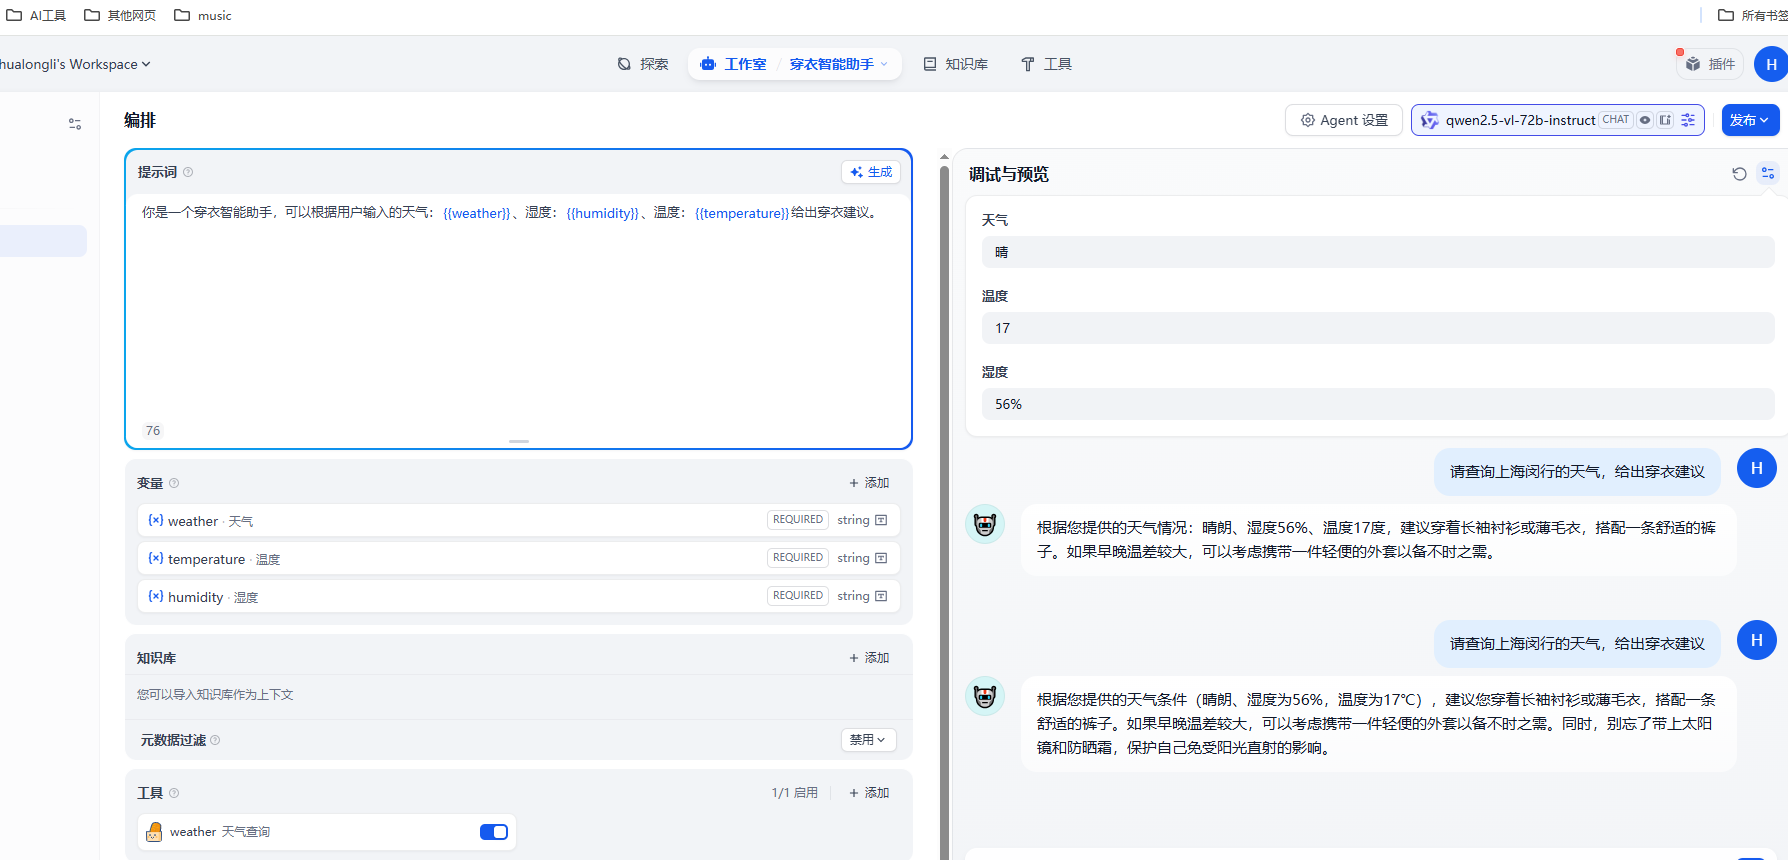 AI工具 其他网页 music 所有书签
hualongli's Workspace 探索 工作室 / 穿衣智能助手 知识库 工具 插件 H
编排 Agent 设置 qwen2.5-vl-72b-instruct CHAT 发布
提示词 生成
你是一个穿衣智能助手，可以根据用户输入的天气：{{weather}}、湿度：{{humidity}}、温度：{{temperature}}给出穿衣建议。
76
变量 + 添加
{x} weather · 天气 REQUIRED string
{x} temperature · 温度 REQUIRED string
{x} humidity · 湿度 REQUIRED string
知识库 + 添加
您可以导入知识库作为上下文
元数据过滤 禁用
工具 1/1 启用 + 添加
weather 天气查询
调试与预览
天气
晴
温度
17
湿度
56%
请查询上海闵行的天气，给出穿衣建议 H
根据您提供的天气情况：晴朗、湿度56%、温度17度，建议穿着长袖衬衫或薄毛衣，搭配一条舒适的裤
子。如果早晚温差较大，可以考虑携带一件轻便的外套以备不时之需。
请查询上海闵行的天气，给出穿衣建议 H
根据您提供的天气条件（晴朗、湿度为56%，温度为17℃），建议您穿着长袖衬衫或薄毛衣，搭配一条
舒适的裤子。如果早晚温差较大，可以考虑携带一件轻便的外套以备不时之需。同时，别忘了带上太阳
镜和防晒霜，保护自己免受阳光直射的影响。